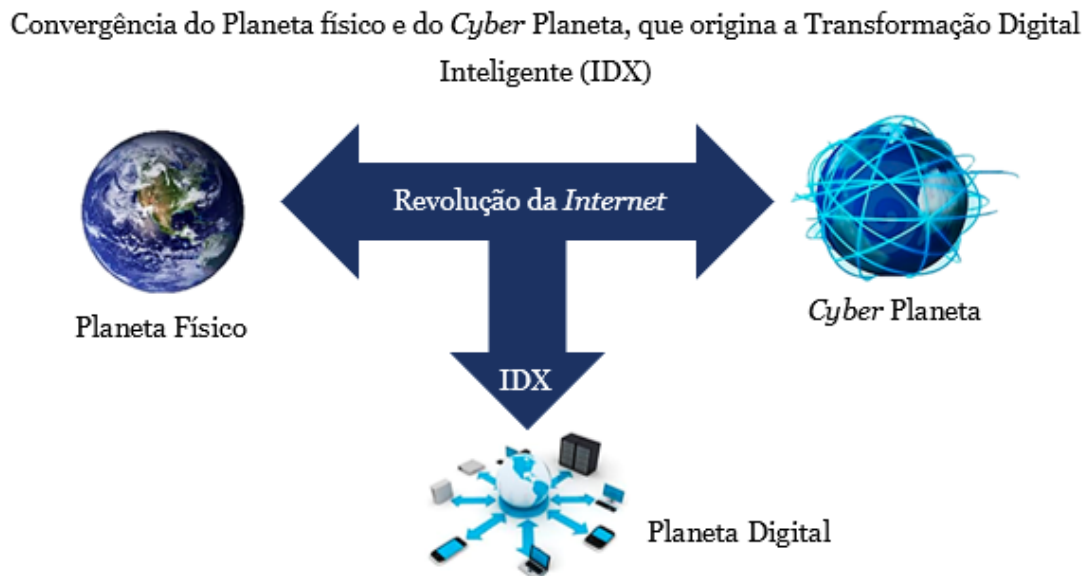 Convergência do Planeta físico e do Cyber Planeta, que origina a Transformação Digital
Inteligente (IDX)
Revolução da Internet
Planeta Físico
Cyber Planeta
IDX
Planeta Digital